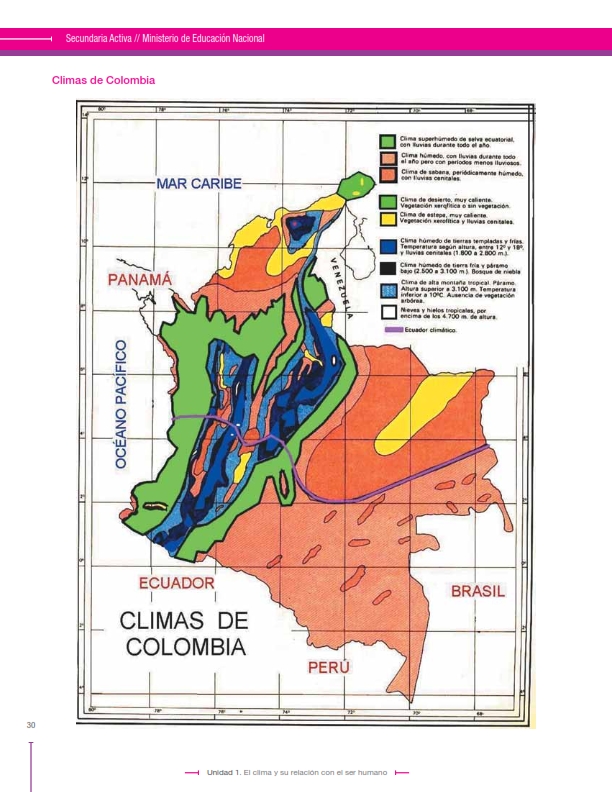 Secundaria Activa // Ministerio de Educación Nacional
Climas de Colombia
80°
78°
76°
74°
72°
Clima superhúmedo de selva ecuatorial,
con lluvias durante todo el año.
Clima húmedo, con lluvias durante todo
el año pero con períodos menos lluviosos.
Clima de sabana, periódicamente húmedo,
con lluvias cenitales.
Clima de desierto, muy caliente.
Vegetación xerofítica o sin vegetación.
Clima de estepa, muy caliente.
Vegetación xerofítica y lluvias cenitales.
Clima húmedo de tierras templadas y frías.
Temperatura según altura, entre 12° y 18°,
y lluvias cenitales (1.800 a 2.800 m.).
Clima húmedo de tierra fría y páramo
bajo (2.500 a 3.100 m.). Bosque de niebla
Clima de alta montaña tropical. Páramo.
Altura superior a 3.100 m. Temperatura
inferior a 10°C. Ausencia de vegetación
arbórea.
Nieves y hielos tropicales, por
encima de los 4.700 m. de altura.
Ecuador climático.
MAR CARIBE
PANAMÁ
VENEZUELA
OCÉANO PACÍFICO
ECUADOR
BRASIL
CLIMAS DE
COLOMBIA
PERÚ
80°
78°
76°
74°
72°
70°
68°
30
Unidad 1. El clima y su relación con el ser humano